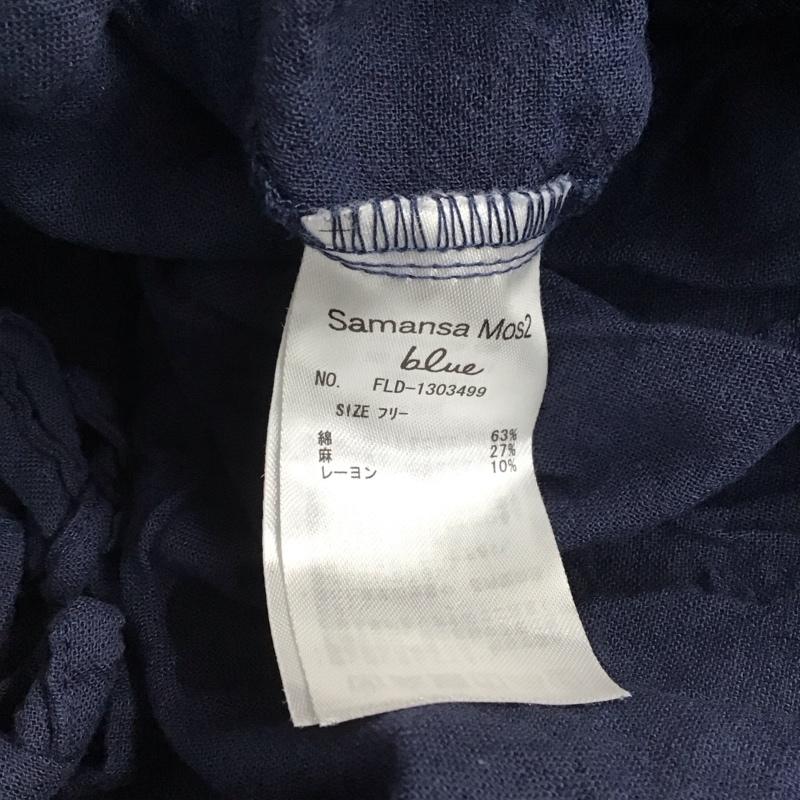 Samansa Mos2
blue
NO. FLD-1303499
SIZE フリー
綿 63%
麻 27%
レーヨン 10%